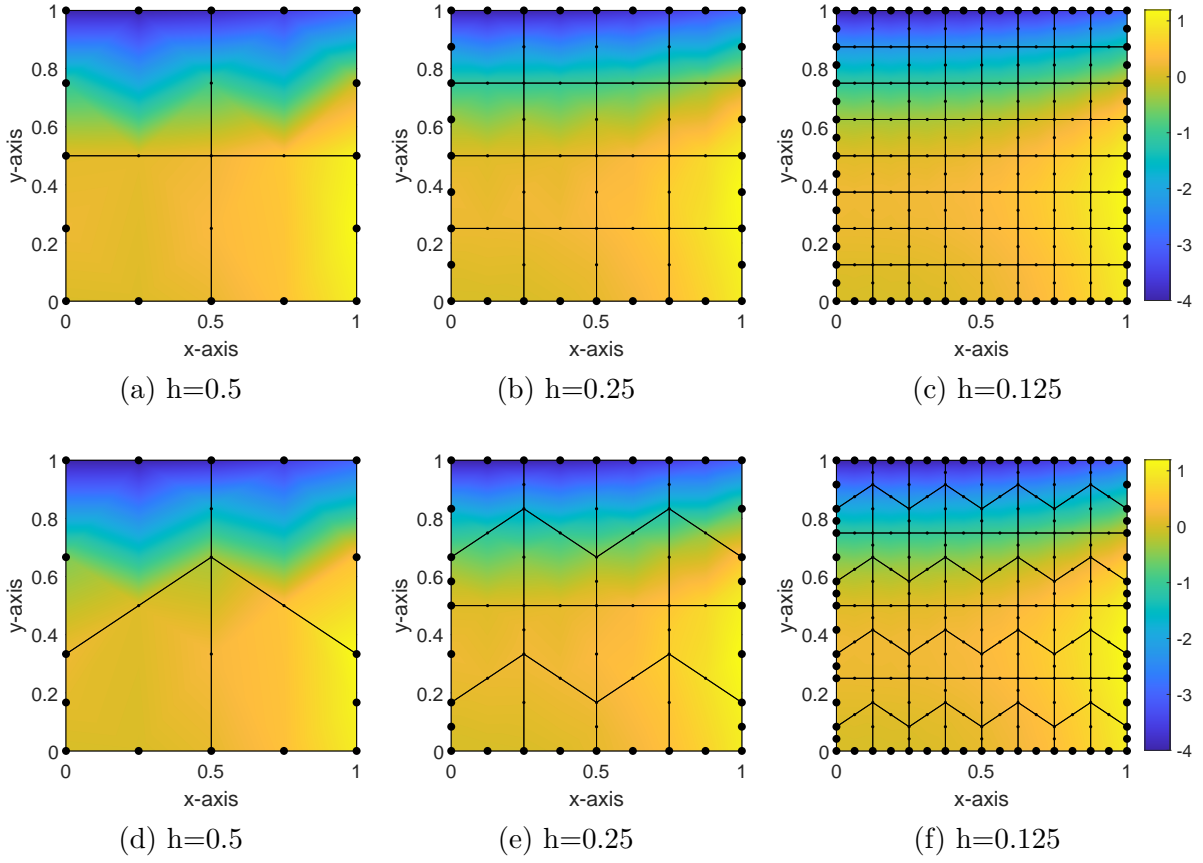 1
0.8
0.6
0.4
0.2
0
y-axis
0 0.5 1
x-axis
(a) h=0.5
1
0.8
0.6
0.4
0.2
0
y-axis
0 0.5 1
x-axis
(b) h=0.25
1
0.8
0.6
0.4
0.2
0
y-axis
0 0.5 1
x-axis
1
0
-1
-2
-3
-4
(c) h=0.125
1
0.8
0.6
0.4
0.2
0
y-axis
0 0.5 1
x-axis
(d) h=0.5
1
0.8
0.6
0.4
0.2
0
y-axis
0 0.5 1
x-axis
(e) h=0.25
1
0.8
0.6
0.4
0.2
0
y-axis
0 0.5 1
x-axis
1
0
-1
-2
-3
-4
(f) h=0.125